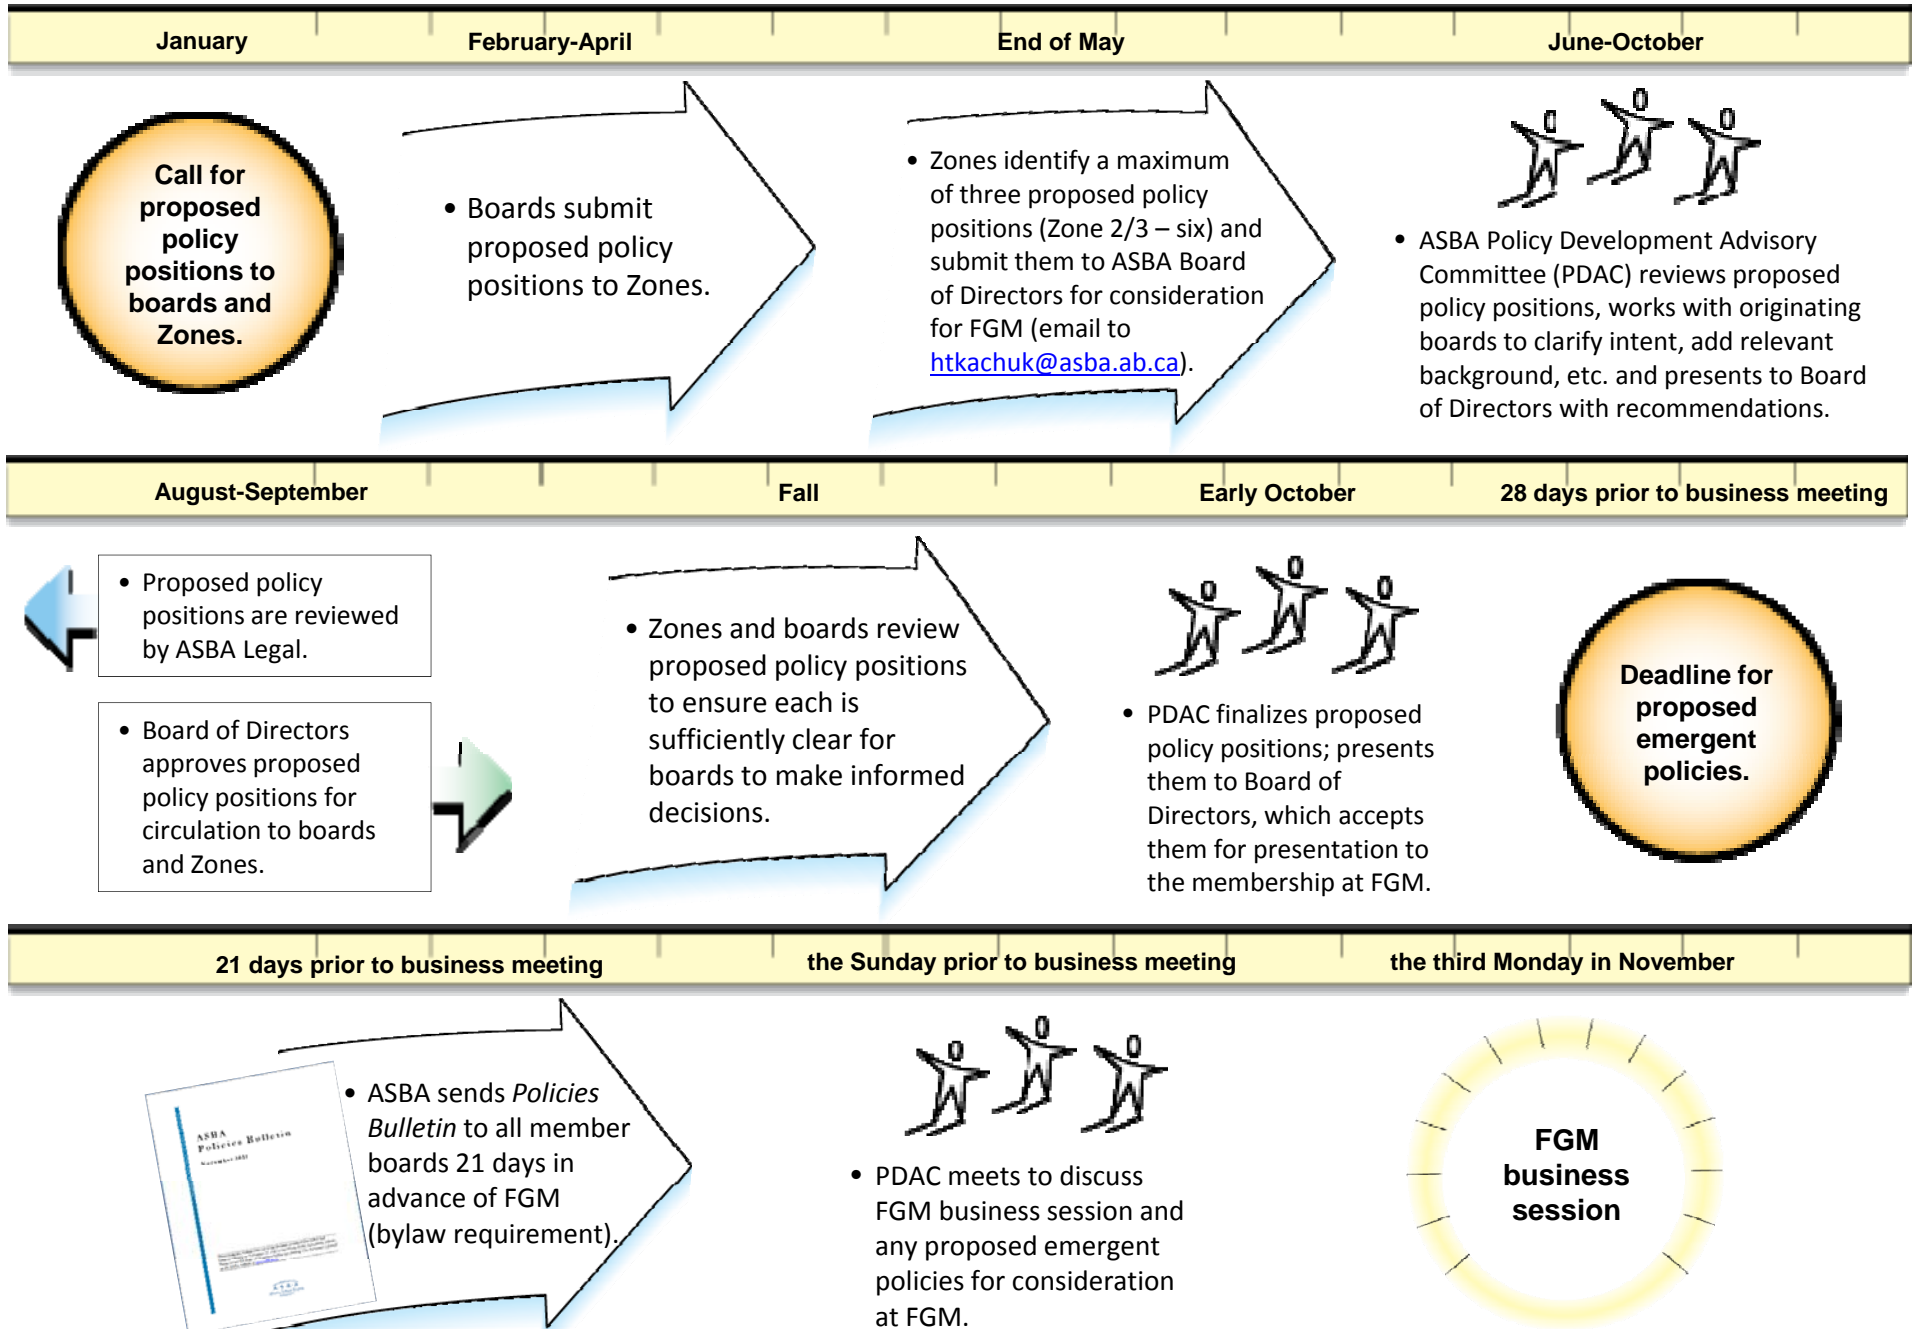 January
February-April
End of May
June-October
Call for
proposed
policy
positions to
boards and
Zones.
• Boards submit
proposed policy
positions to Zones.
• Zones identify a maximum
of three proposed policy
positions (Zone 2/3 – six) and
submit them to ASBA Board
of Directors for consideration
for FGM (email to
htkachuk@asba.ab.ca).
• ASBA Policy Development Advisory
Committee (PDAC) reviews proposed
policy positions, works with originating
boards to clarify intent, add relevant
background, etc. and presents to Board
of Directors with recommendations.
August-September
Fall
Early October
28 days prior to business meeting
• Proposed policy
positions are reviewed
by ASBA Legal.
• Board of Directors
approves proposed
policy positions for
circulation to boards
and Zones.
• Zones and boards review
proposed policy positions
to ensure each is
sufficiently clear for
boards to make informed
decisions.
• PDAC finalizes proposed
policy positions; presents
them to Board of
Directors, which accepts
them for presentation to
the membership at FGM.
Deadline for
proposed
emergent
policies.
21 days prior to business meeting
the Sunday prior to business meeting
the third Monday in November
ASBA
Policies Bulletin
• ASBA sends Policies
Bulletin to all member
boards 21 days in
advance of FGM
(bylaw requirement).
• PDAC meets to discuss
FGM business session and
any proposed emergent
policies for consideration
at FGM.
FGM
business
session